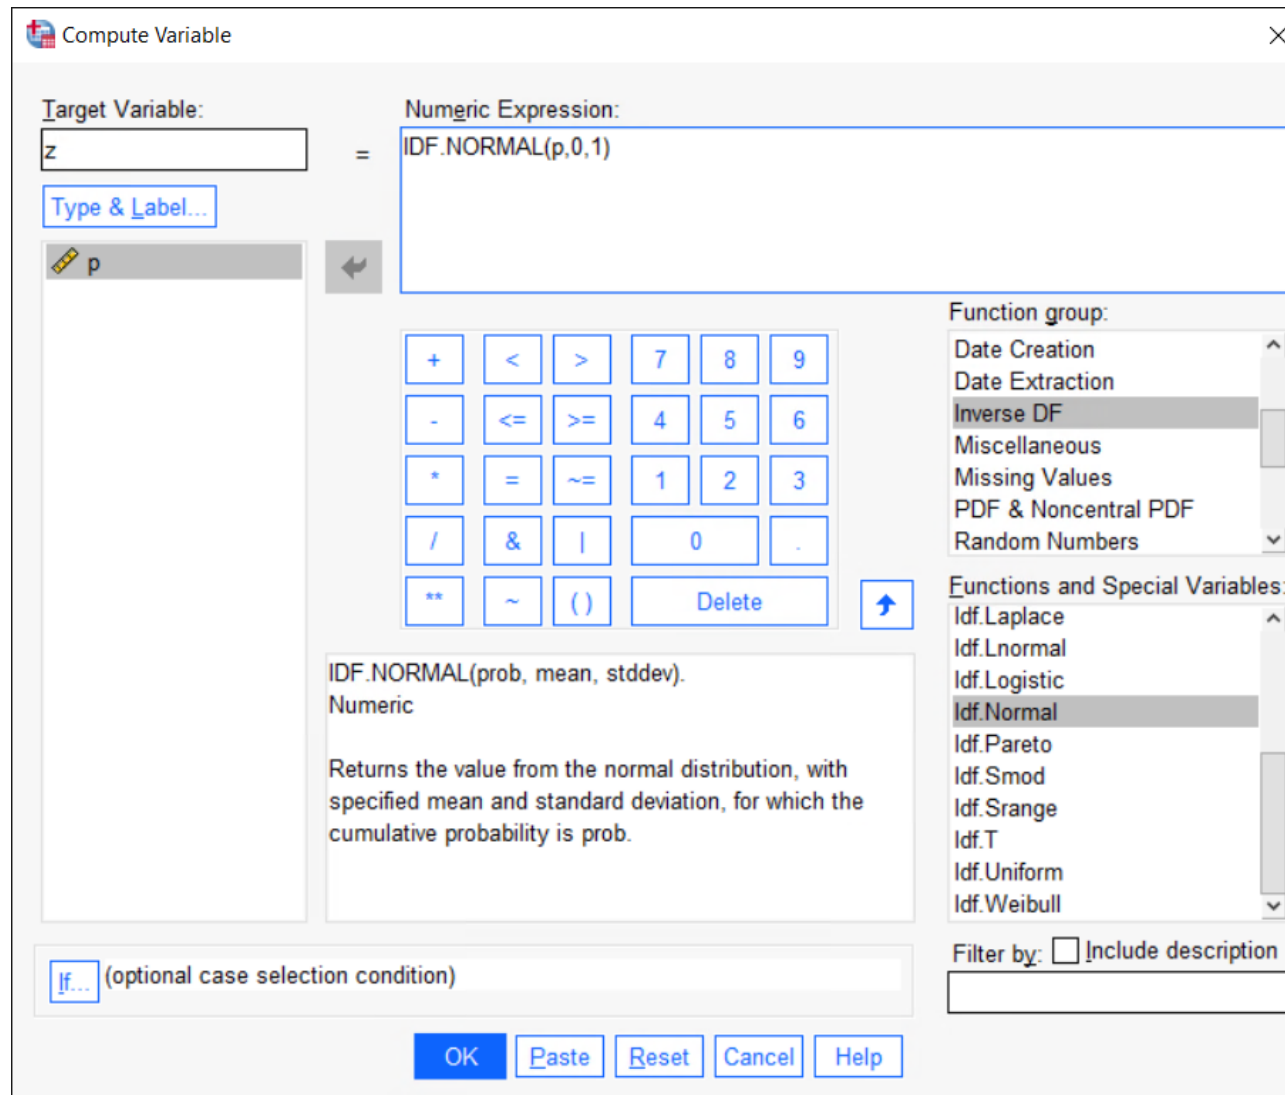 Compute Variable
Target Variable:
z
=
Numeric Expression:
IDF.NORMAL(p,0,1)
Type & Label...
p
+ < > 7 8 9
- <= >= 4 5 6
* = ~= 1 2 3
/ & | 0 .
** ~ ( ) Delete
Function group:
Date Creation
Date Extraction
Inverse DF
Miscellaneous
Missing Values
PDF & Noncentral PDF
Random Numbers
Functions and Special Variables:
Idf.Laplace
Idf.Lnormal
Idf.Logistic
Idf.Normal
Idf.Pareto
Idf.Smod
Idf.Srange
Idf.T
Idf.Uniform
Idf.Weibull
IDF.NORMAL(prob, mean, stddev).
Numeric
Returns the value from the normal distribution, with
specified mean and standard deviation, for which the
cumulative probability is prob.
If... (optional case selection condition)
Filter by: Include description
OK Paste Reset Cancel Help